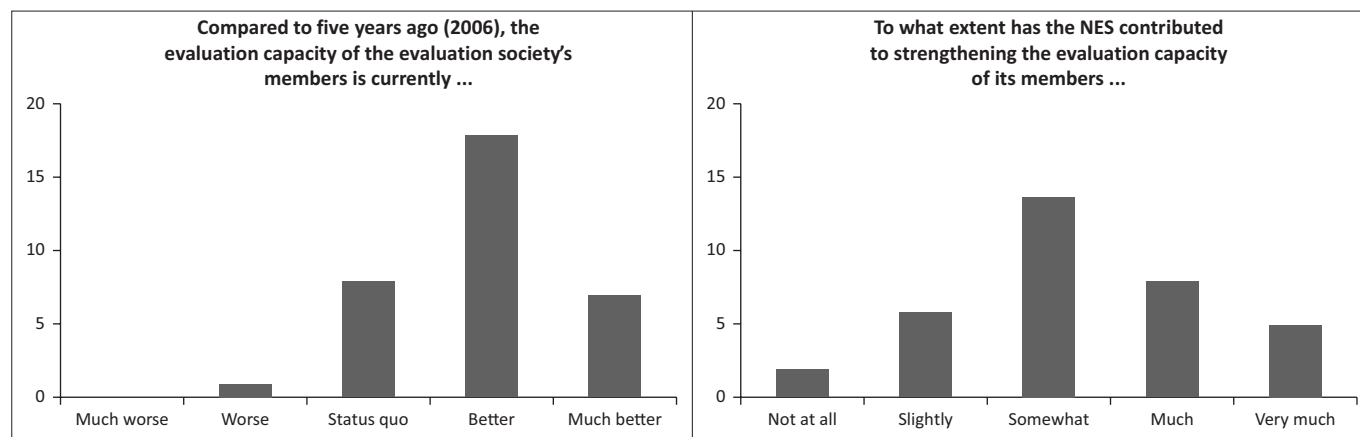 Compared to five years ago (2006), the
evaluation capacity of the evaluation society’s
members is currently ...
20
15
10
5
0
Much worse
Worse
Status quo
Better
Much better
To what extent has the NES contributed
to strengthening the evaluation capacity
of its members ...
20
15
10
5
0
Not at all
Slightly
Somewhat
Much
Very much